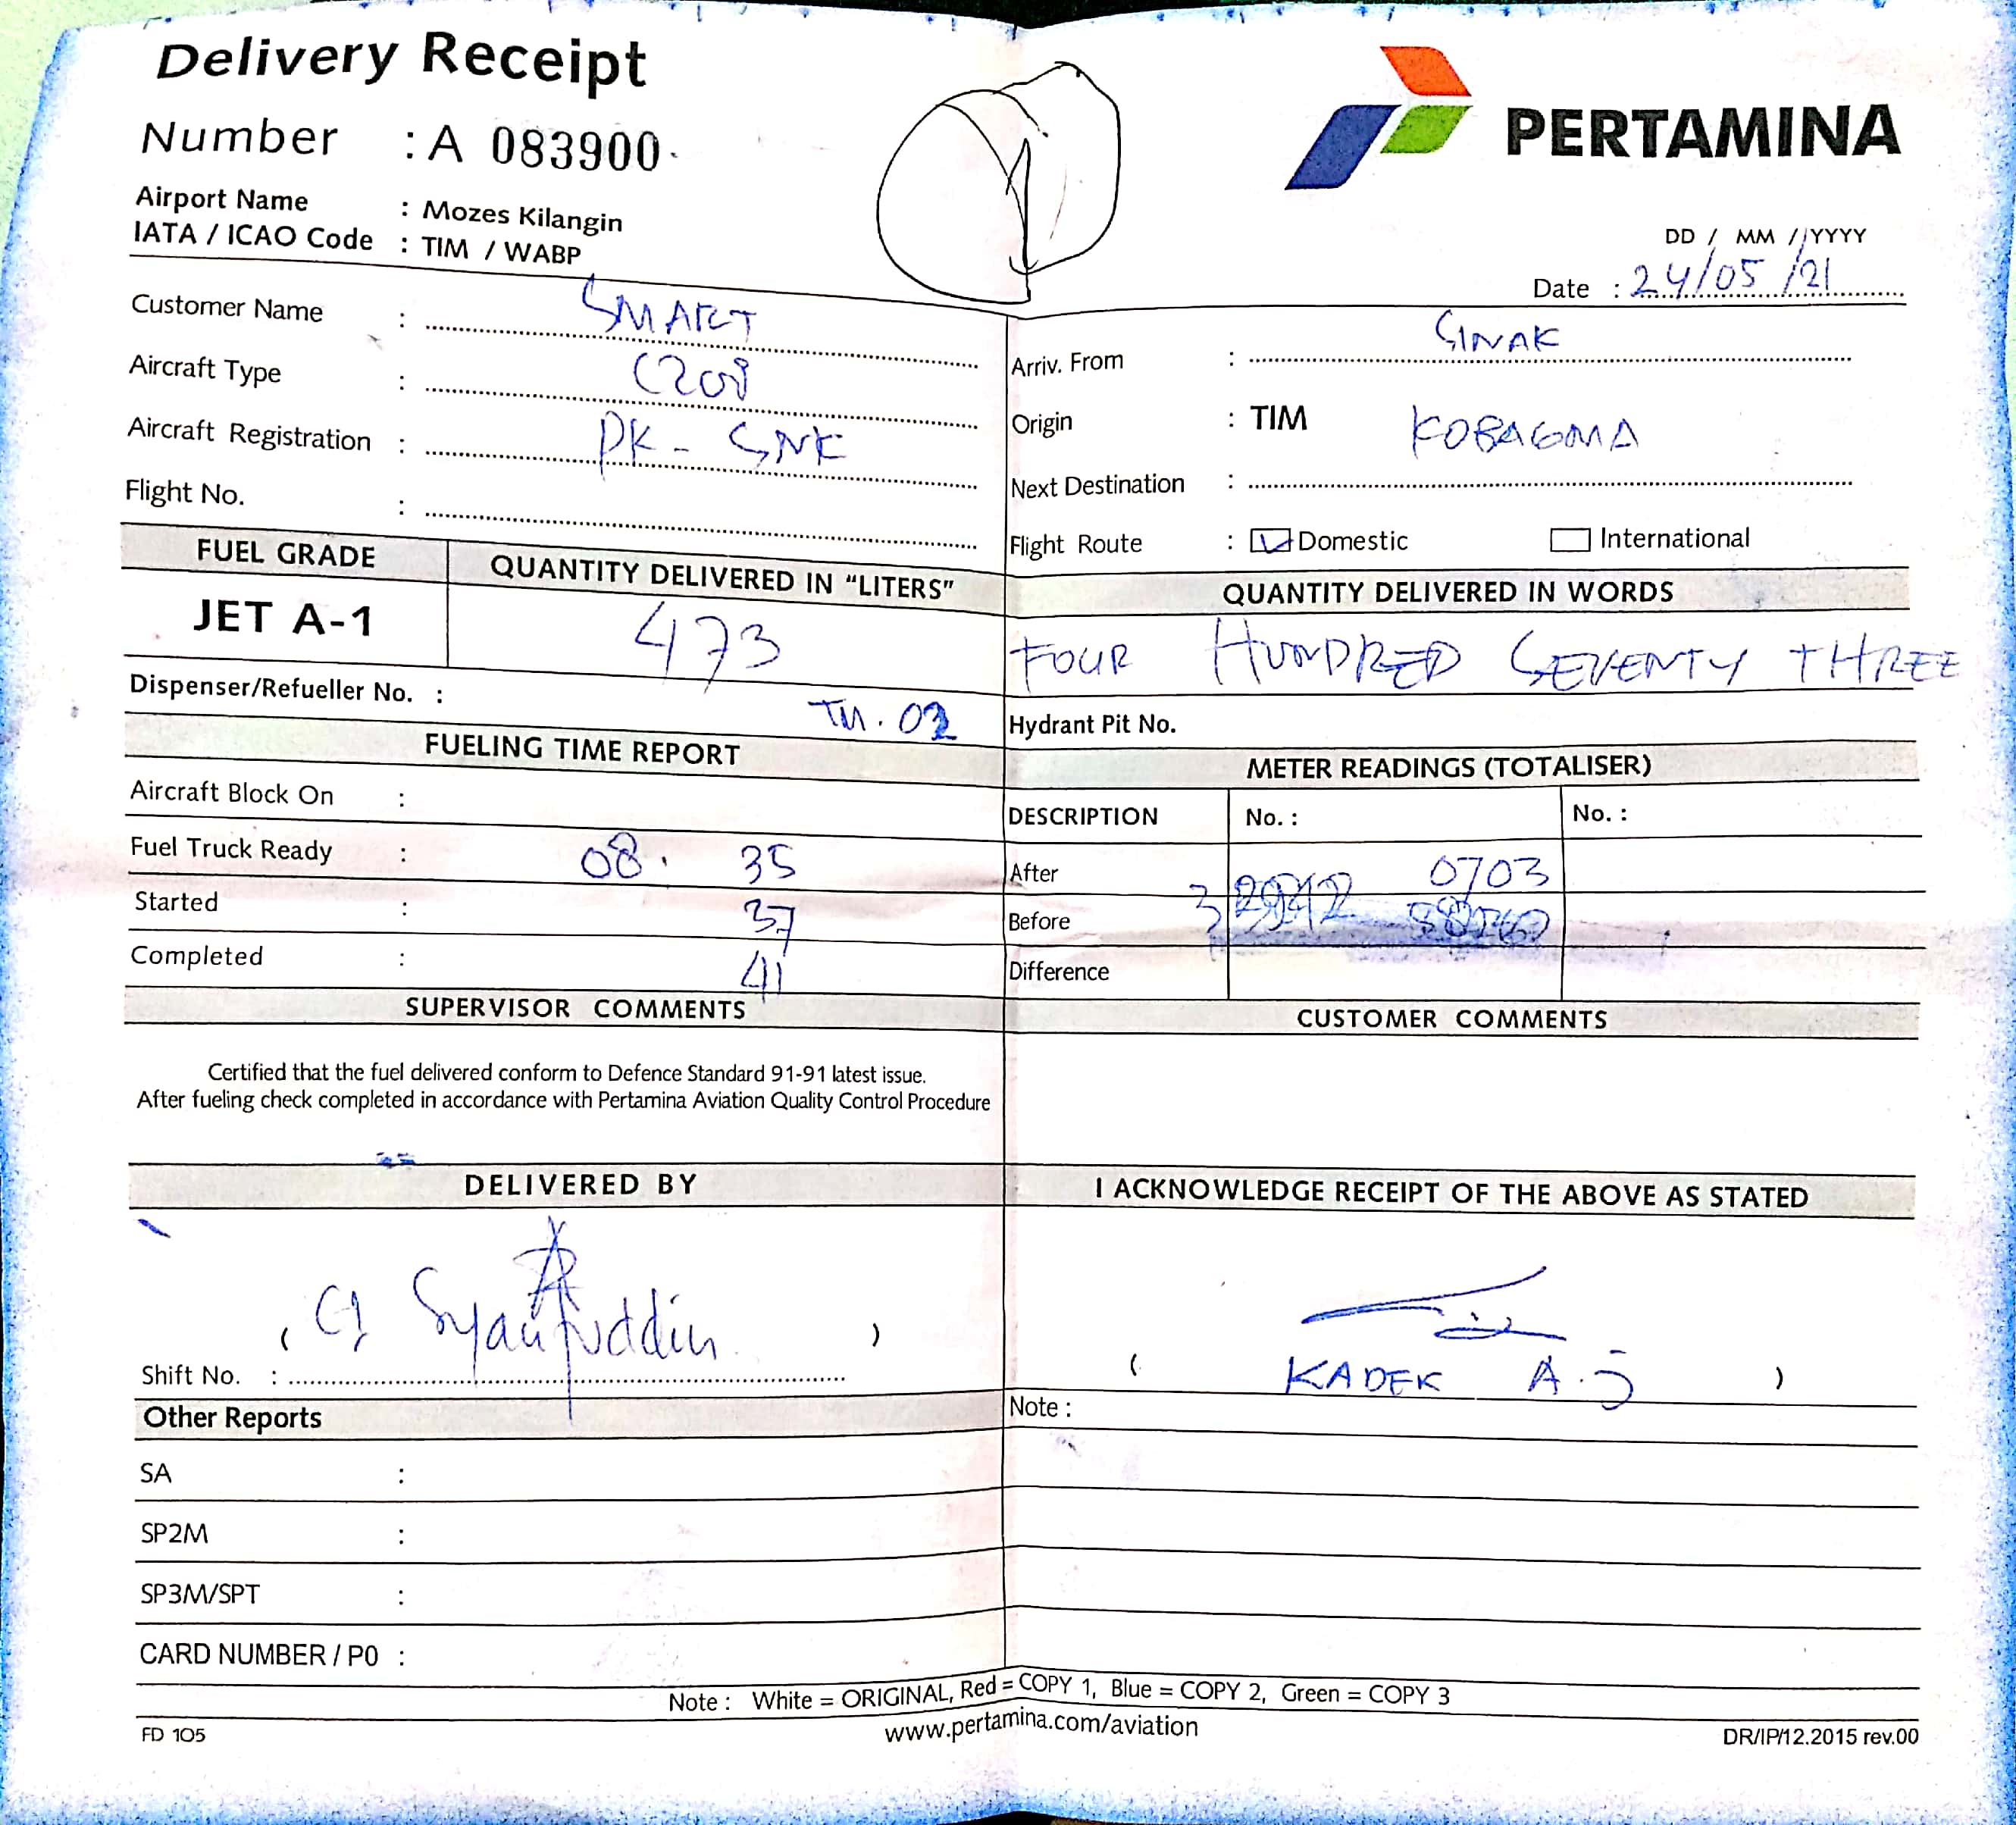 Delivery Receipt
Number : A 083900
PERTAMINA
Airport Name : Mozes Kilangin
IATA / ICAO Code : TIM / WABP
DD / MM / YYYY
Date : 24/05/21
Customer Name : SMART
Aircraft Type : C208
Aircraft Registration : PK - SNK
Flight No. :
Arriv. From : SINAK
Origin : TIM KOBAGMA
Next Destination :
Flight Route : Domestic International
FUEL GRADE QUANTITY DELIVERED IN "LITERS" QUANTITY DELIVERED IN WORDS
JET A-1 473 FOUR HUNDRED SEVENTY THREE
Dispenser/Refueller No. : 02 Hydrant Pit No.
FUELING TIME REPORT METER READINGS (TOTALISER)
Aircraft Block On : DESCRIPTION No. : No. :
Fuel Truck Ready : 08. 35 After 0703
Started : 37 Before
Completed : 41 Difference
SUPERVISOR COMMENTS CUSTOMER COMMENTS
Certified that the fuel delivered conform to Defence Standard 91-91 latest issue.
After fueling check completed in accordance with Pertamina Aviation Quality Control Procedure
DELIVERED BY I ACKNOWLEDGE RECEIPT OF THE ABOVE AS STATED
( Syarifuddin )
( KADEK A.J )
Shift No. :
Other Reports Note :
SA :
SP2M :
SP3M/SPT :
CARD NUMBER / PO :
Note : White = ORIGINAL, Red = COPY 1, Blue = COPY 2, Green = COPY 3
www.pertamina.com/aviation
FD 105 DR/IP/12.2015 rev.00